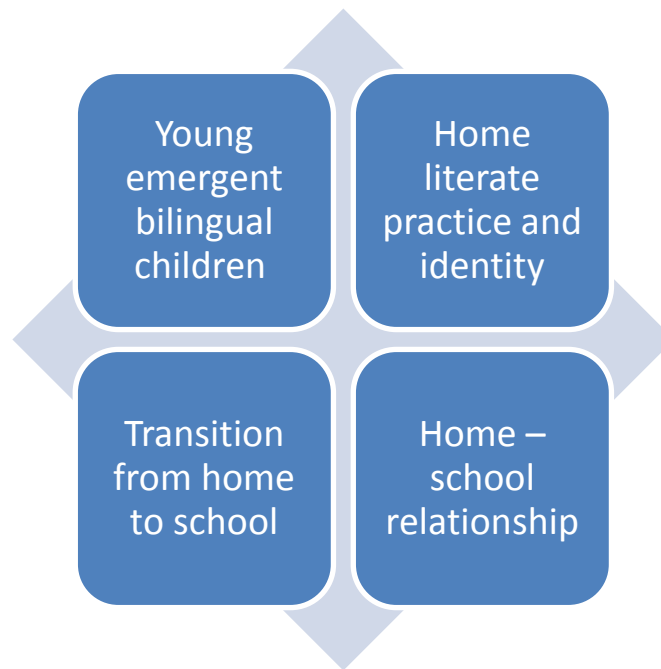 Young
emergent
bilingual
children
Home
literate
practice and
identity
Transition
from home
to school
Home –
school
relationship